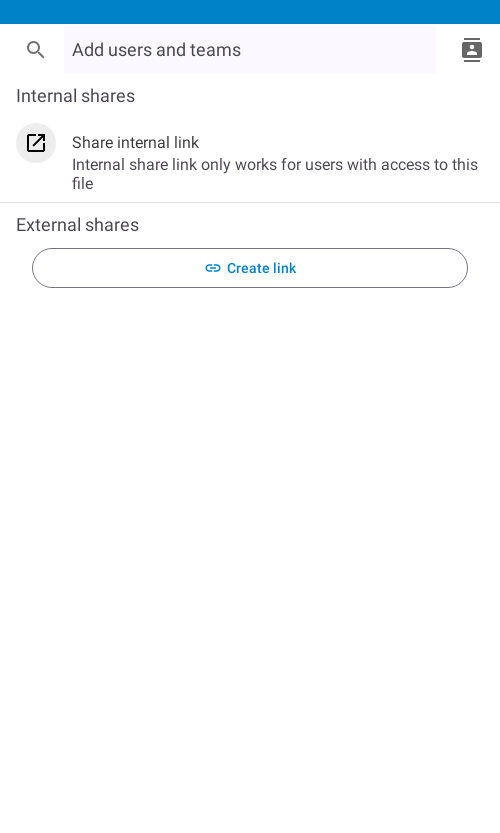 Add users and teams
Internal shares
Share internal link
Internal share link only works for users with access to this
file
External shares
Create link